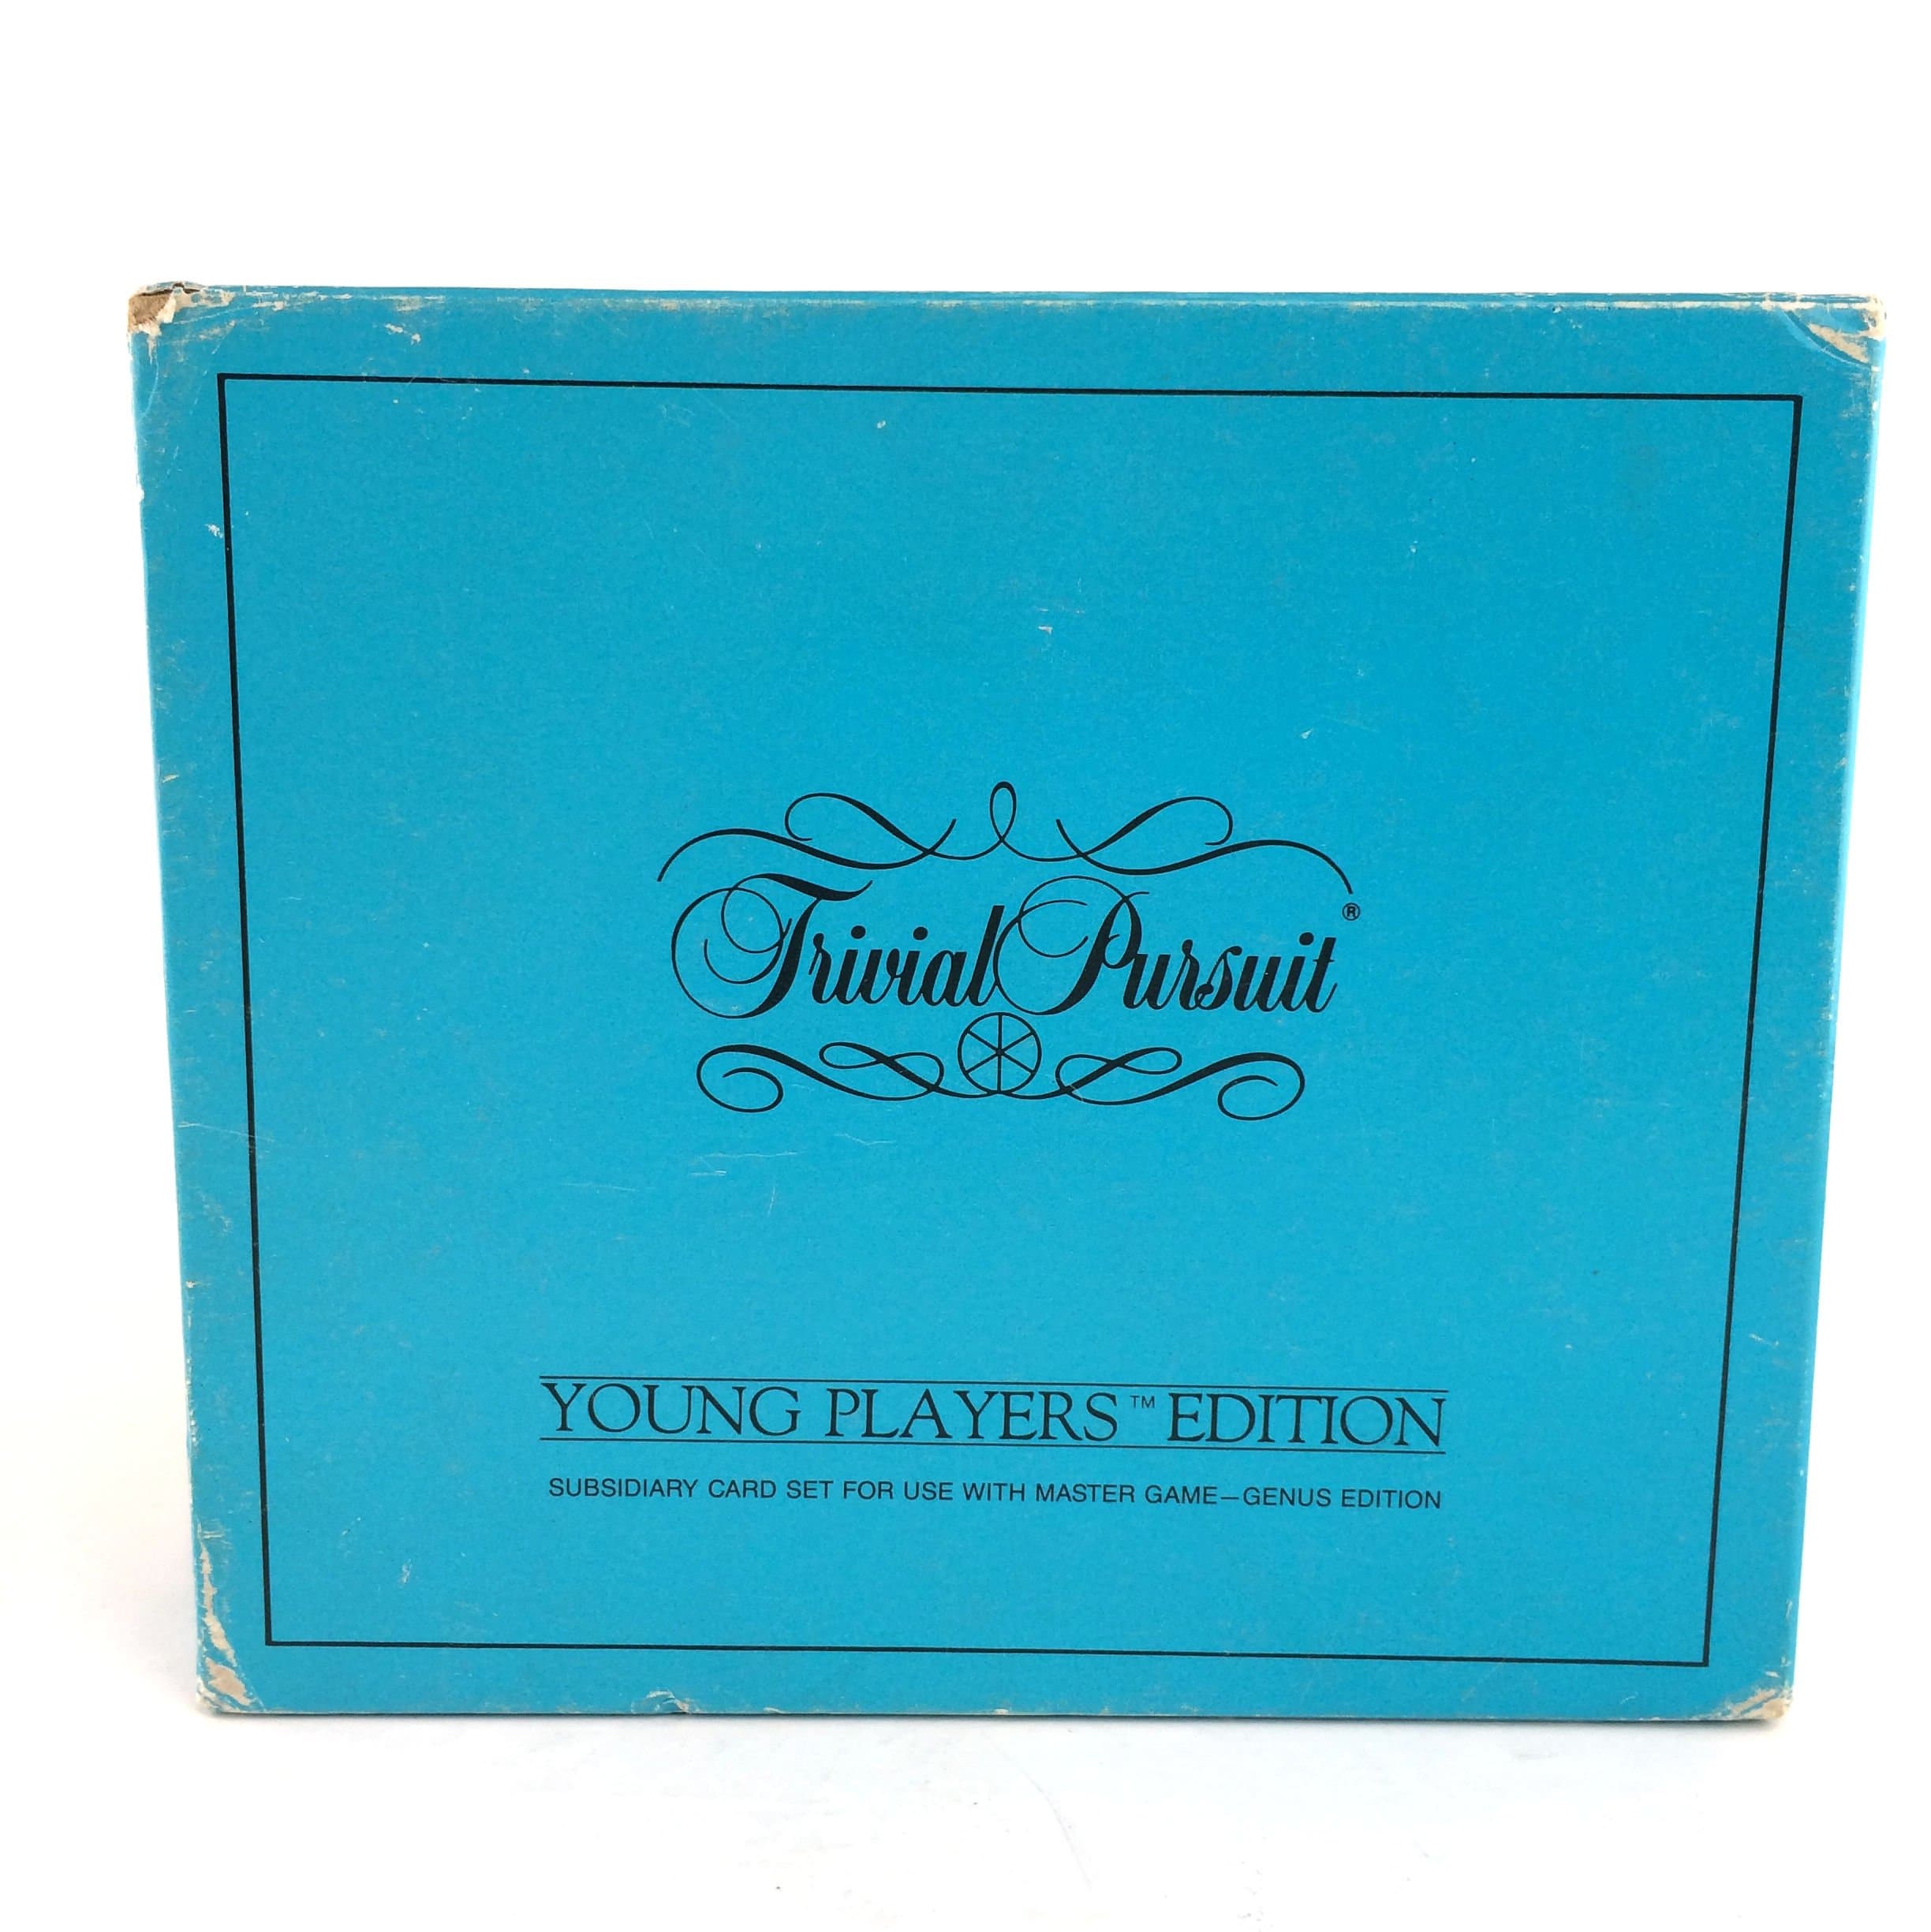 Trivial Pursuit®
YOUNG PLAYERS™ EDITION
SUBSIDIARY CARD SET FOR USE WITH MASTER GAME—GENUS EDITION